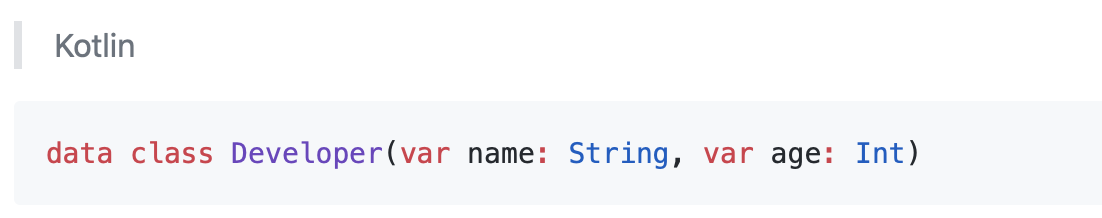 Kotlin
data class Developer(var name: String, var age: Int)